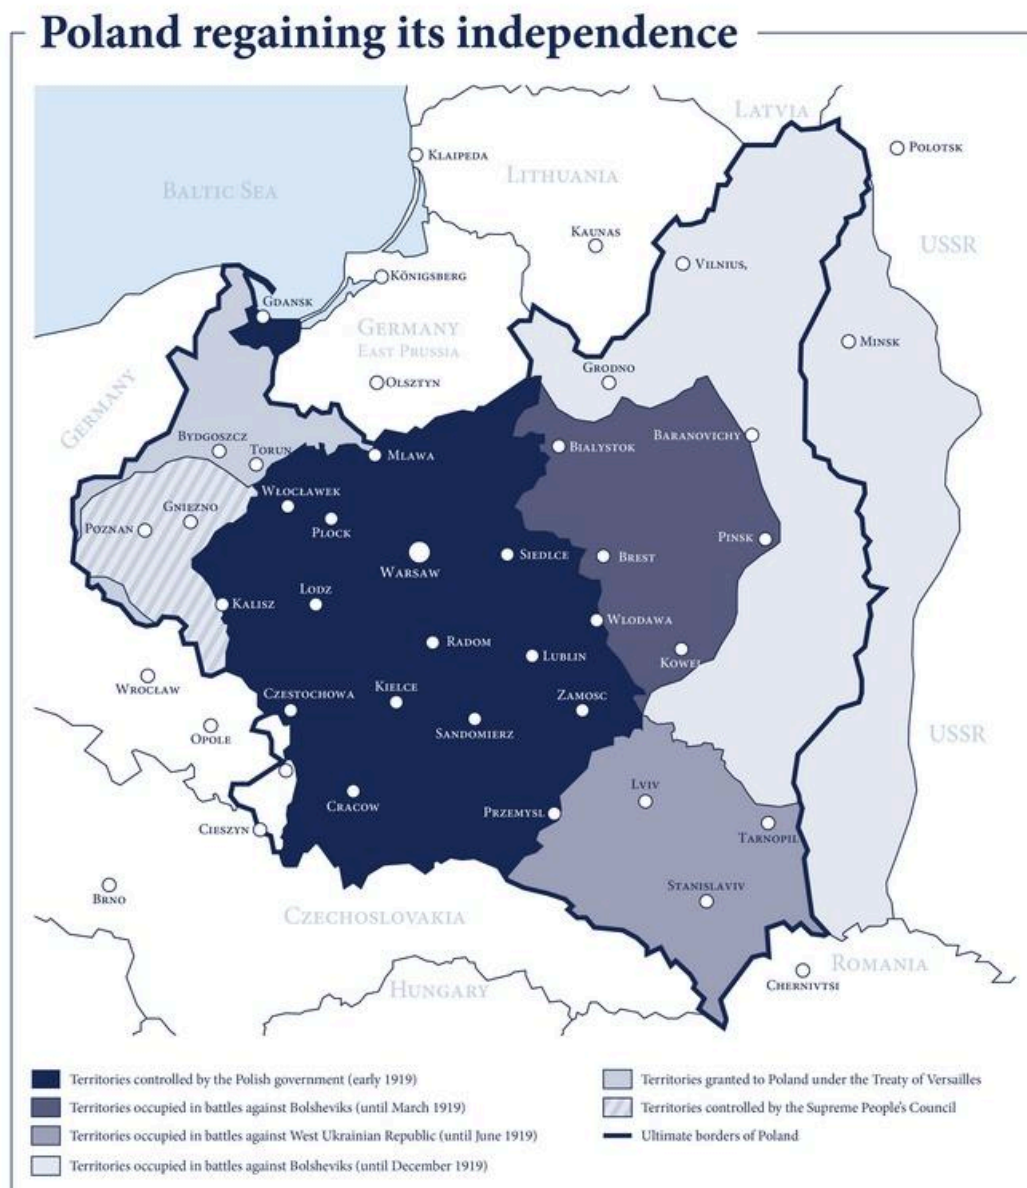 Poland regaining its independence
LATVIA
POLOTSK
KLAIPEDA
LITHUANIA
BALTIC SEA
KAUNAS
USSR
VILNIUS,
KÖNIGSBERG
GDANSK
GERMANY
EAST PRUSSIA
MINSK
GRODNO
OLSZTYN
GERMANY
BYDGOSZCZ
TORUN
MLAWA
BIALYSTOK
BARANOVICHY
WŁOCŁAWEK
GNIEZNO
POZNAN
PLOCK
PINSK
WARSAW
SIEDLCE
BREST
LODZ
KALISZ
WLODAWA
RADOM
LUBLIN
KOWEL
WROCŁAW
CZESTOCHOWA
KIELCE
ZAMOSC
OPOLE
SANDOMIERZ
USSR
LVIV
CRACOW
PRZEMYSL
CIESZYN
TARNOPIL
STANISLAVIV
BRNO
CZECHOSLOVAKIA
ROMANIA
HUNGARY
CHERNIVTSI
Territories controlled by the Polish government (early 1919)
Territories occupied in battles against Bolsheviks (until March 1919)
Territories occupied in battles against West Ukrainian Republic (until June 1919)
Territories occupied in battles against Bolsheviks (until December 1919)
Territories granted to Poland under the Treaty of Versailles
Territories controlled by the Supreme People's Council
Ultimate borders of Poland